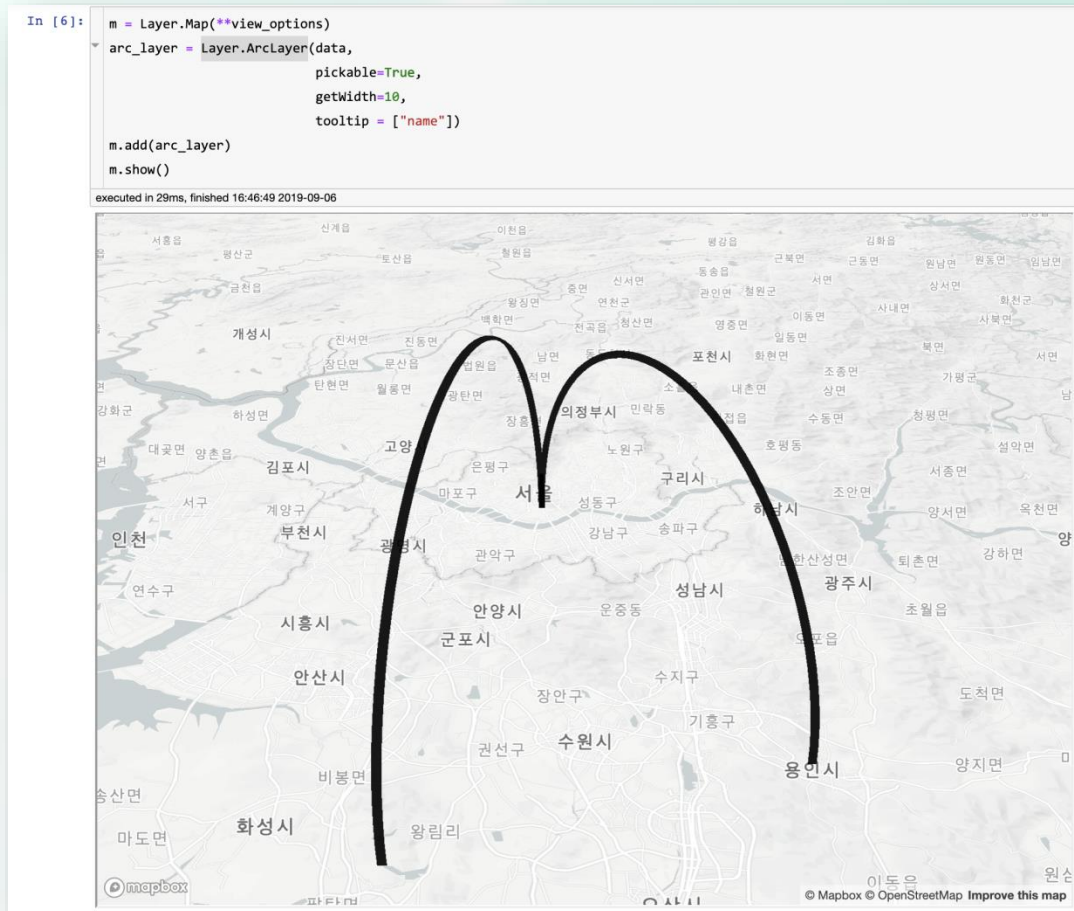 In [6]:
m = Layer.Map(**view_options)
arc_layer = Layer.ArcLayer(data,
pickable=True,
getWidth=10,
tooltip = ["name"])
m.add(arc_layer)
m.show()
executed in 29ms, finished 16:46:49 2019-09-06
신계읍 이천읍 김화읍
서흥읍 평산군 토산읍 철원읍 평강읍 근북면 근동면 원남면 원동면 임남면
금천읍 중면 신서면 동송읍 서면 상서면
왕징면 연천군 관인면 철원군 사내면 화천군
백학면 전곡읍 청산면 영중면 이동면 사북면
개성시 진서면 진동면 일동면 북면
장단면 문산읍 법원읍 남면 포천시 화현면 서면
탄현면 월롱면 광탄면 내촌면 조종면 상면 가평군
강화군 하성면 의정부시 민락동 수동면 청평면
대곶면 양촌읍 고양 노원구 호평동 설악면
김포시 은평구 구리시 서종면
서구 마포구 서울 성동구 조안면
계양구 하남시 양서면 옥천면
인천 부천시 광명시 관악구 강남구 송파구 양
퇴촌면 강하면
연수구 성남시 광주시
시흥시 안양시 운중동 초월읍
군포시 오포읍
안산시 장안구 수지구 도척면
기흥구
권선구 수원시
비봉면 용인시 양지면
송산면
마도면 화성시 왕림리
이동읍
mapbox
© Mapbox © OpenStreetMap Improve this map